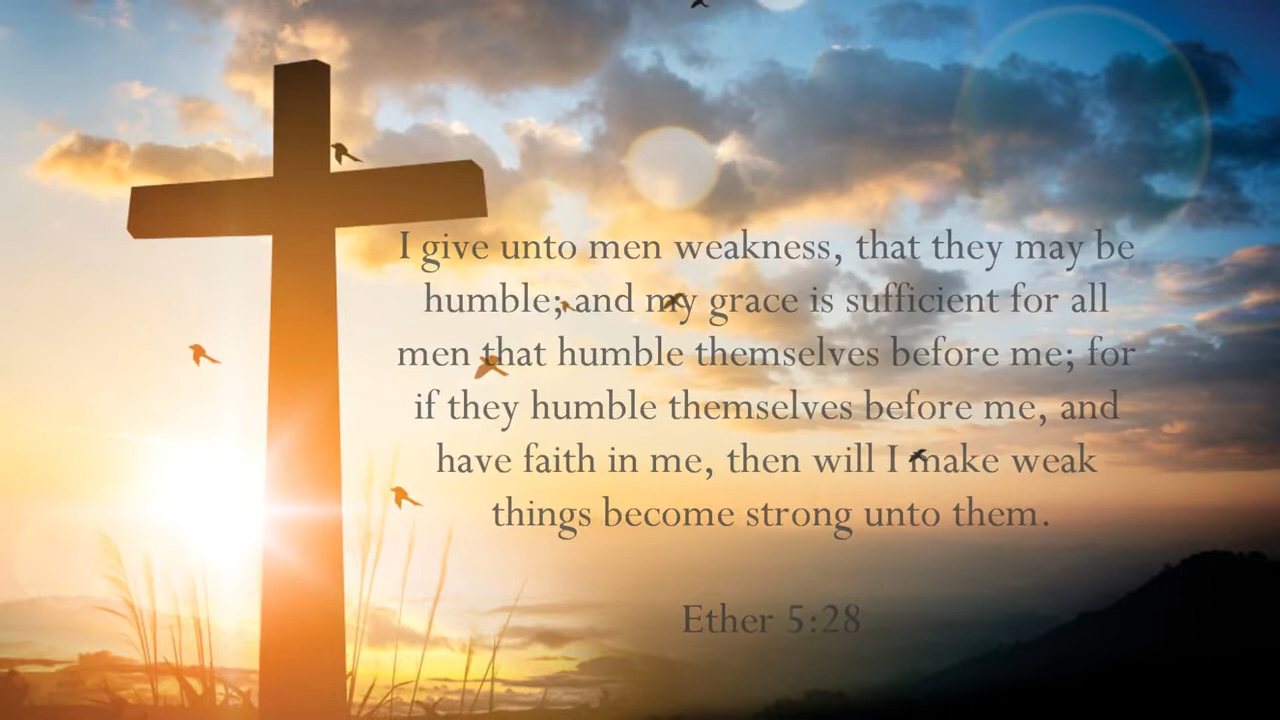 I give unto men weakness, that they may be
humble; and my grace is sufficient for all
men that humble themselves before me; for
if they humble themselves before me, and
have faith in me, then will I make weak
things become strong unto them.
Ether 5:28